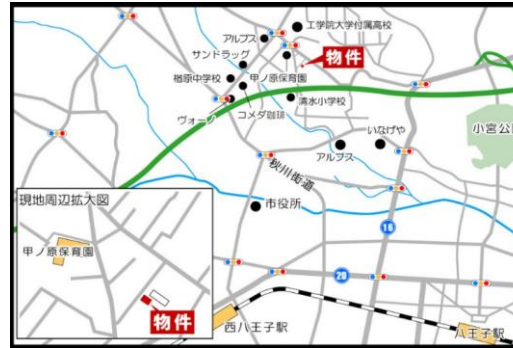 工学院大学付属高校
アルプス
サンドラッグ
物件
楢原中学校
甲ノ原保育園
清水小学校
ヴォーノ
コメダ珈琲
いなげや
小宮公
アルプス
秋川街道
現地周辺拡大図
市役所
甲ノ原保育園
16
20
物件
西八王子駅
八王子駅